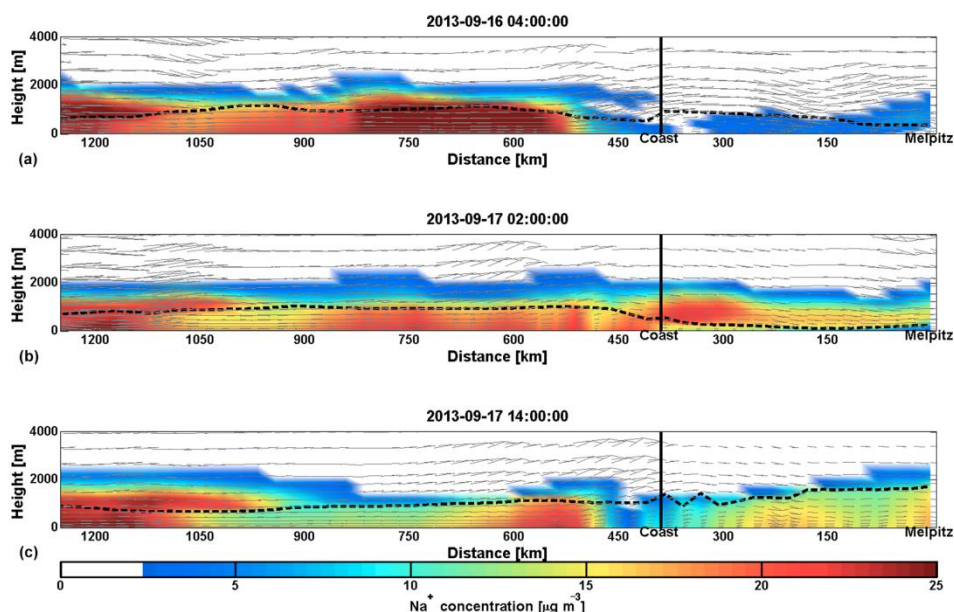 2013-09-16 04:00:00
4000
Height [m]
2000
0
1200 1050 900 750 600 450 Coast 300 150 Melpitz
(a)
Distance [km]
2013-09-17 02:00:00
4000
Height [m]
2000
0
1200 1050 900 750 600 450 Coast 300 150 Melpitz
(b)
Distance [km]
2013-09-17 14:00:00
4000
Height [m]
2000
0
1200 1050 900 750 600 450 Coast 300 150 Melpitz
(c)
Distance [km]
0 5 10 15 20 25
Na⁺ concentration [µg m⁻³]